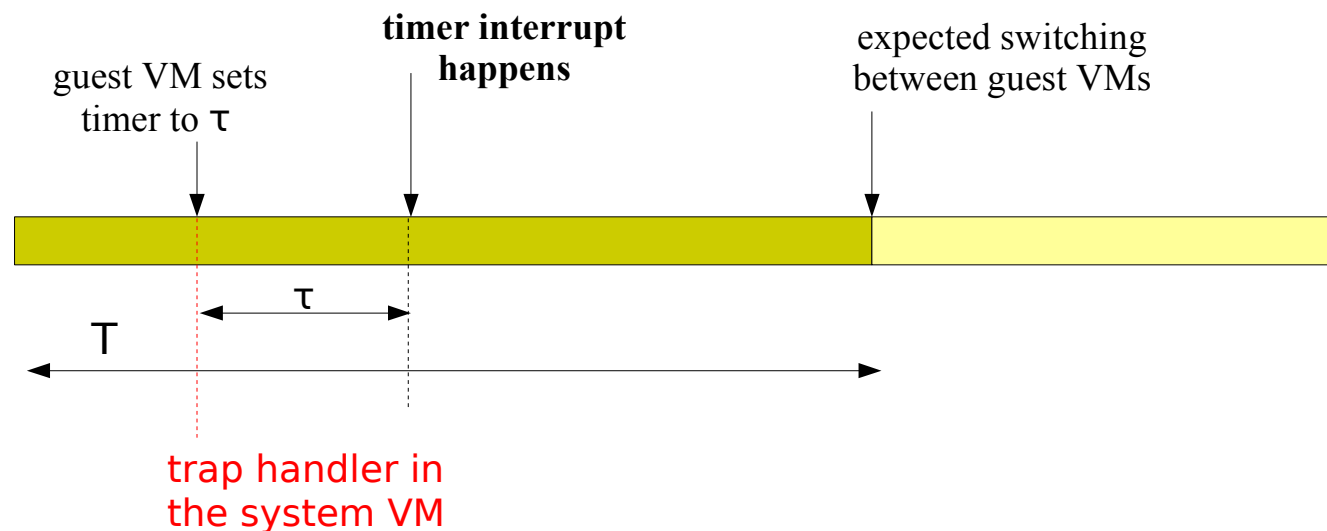 guest VM sets
timer to τ
timer interrupt
happens
expected switching
between guest VMs
τ
T
trap handler in
the system VM